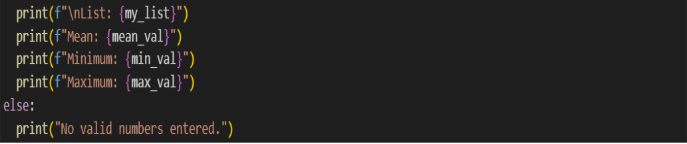 print(f"\nList: {my_list}")
print(f"Mean: {mean_val}")
print(f"Minimum: {min_val}")
print(f"Maximum: {max_val}")
else:
print("No valid numbers entered.")